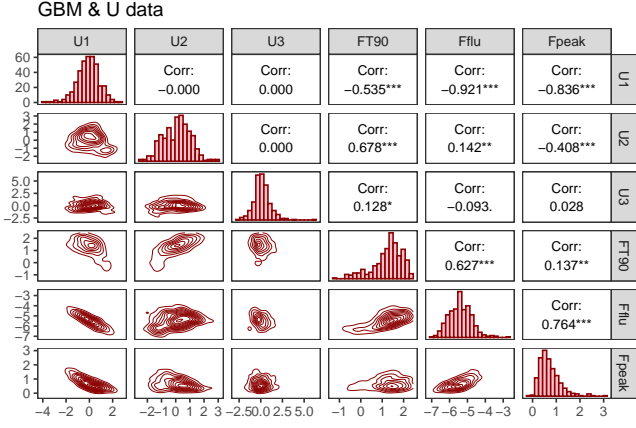 GBM & U data
U1 U2 U3 FT90 Fflu Fpeak
60
40
20
0
Corr:
−0.000
Corr:
0.000
Corr:
−0.535***
Corr:
−0.921***
Corr:
−0.836***
U1
3
2
1
0
−1
−2
Corr:
0.000
Corr:
0.678***
Corr:
0.142**
Corr:
−0.408***
U2
5.0
2.5
0.0
−2.5
Corr:
0.128*
Corr:
−0.093.
Corr:
0.028
U3
2
1
0
−1
Corr:
0.627***
Corr:
0.137**
FT90
−3
−4
−5
−6
−7
Corr:
0.764***
Fflu
3
2
1
0
Fpeak
−4 −2 0 2
−2 −1 0 1 2 3
−2.5 0.0 2.5 5.0
−1 0 1 2
−7 −6 −5 −4 −3
0 1 2 3